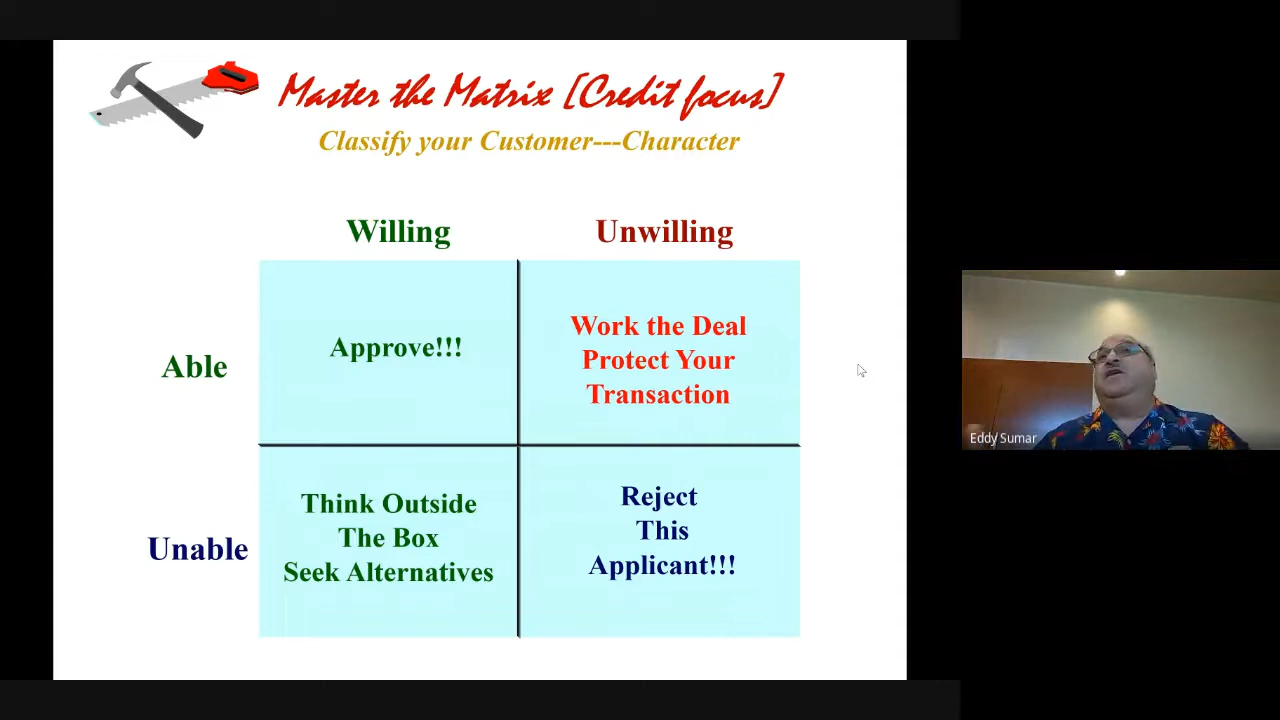 Master the Matrix [Credit focus]
Classify your Customer---Character
Willing
Unwilling
Able
Approve!!!
Work the Deal
Protect Your
Transaction
Unable
Think Outside
The Box
Seek Alternatives
Reject
This
Applicant!!!
Eddy Sumar